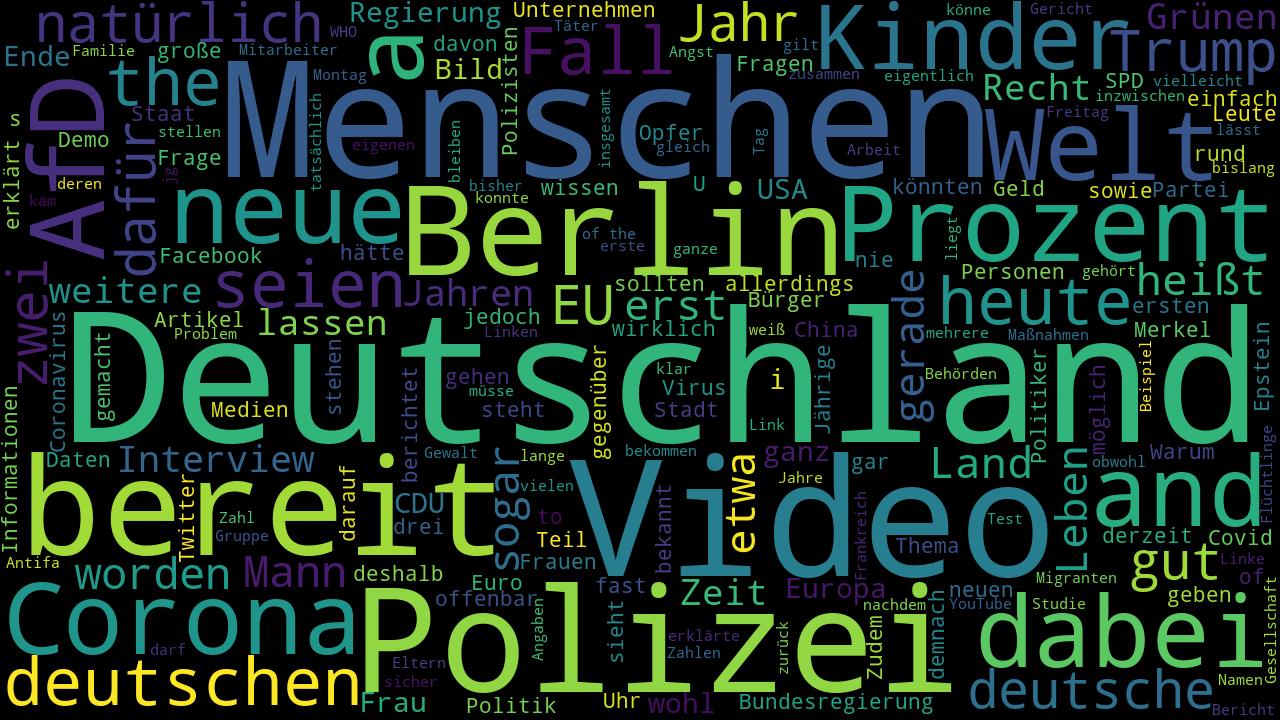 natürlich
WHO
Regierung
Unternehmen
Täter
Jahr
könne
Gericht
Grünen
Ende
Familie
große
Mitarbeiter
a
davon
Polizisten
Fall
Angst
gilt
Kinder
Trump
the
Montag
Bild
Fragen
zusammen
eigentlich
SPD
vielleicht
Recht
inzwischen
einfach
AfD
Staat
Menschen
Welt
Freitag
Leute
erklärt
s
Demo
dafür
stellen
tatsächlich
eigenen
bleiben
insgesamt
Opfer
gleich
Tag
Arbeit
lässt
rund
Frage
jg
bislang
deren
kam
neue
bisher
konnte
wissen
U
USA
könnten
Geld
sowie
Partei
Berlin
of the
erste
ganze
Prozent
liegt
Facebook
hätte
nie
Personen
gehört
heißt
zwei
weitere
seien
Jahren
EU
sollten
erst
allerdings
Bürger
gerade
heute
ersten
Coronavirus
Artikel
Problem
lassen
jedoch
Linken
wirklich
weiß
China
mehrere
Maßnahmen
Merkel
Epstein
Deutschland
gemacht
stehen
berichtet
gehen
müsse
gegenüber
klar
Virus
i
Jährige
Behörden
Politiker
möglich
Beispiel
Informationen
Medien
steht
Stadt
Link
Daten
Interview
Gewalt
lange
bekommen
ganz
gar
Land
obwohl
Warum
Flüchtlinge
bereit
Twitter
Zahl
Gruppe
darauf
CDU
drei
sogar
vielen
to
Teil
Video
bekannt
etwa
Jahre
Frankreich
Thema
Test
Leben
and
derzeit
Covid
Antifa
Frauen
Linke
worden
Mann
deshalb
Euro
offenbar
fast
Zeit
Europa
nachdem
neuen
YouTube
Migranten
Studie
gut
geben
of
Gesellschaft
Corona
darf
Polizei
Angaben
sieht
erklärte
Zahlen
zurück
zudem
demnach
dabei
deutschen
Eltern
sicher
Frau
Politik
Uhr
wohl
Bundesregierung
deutsche
Namen
Bericht